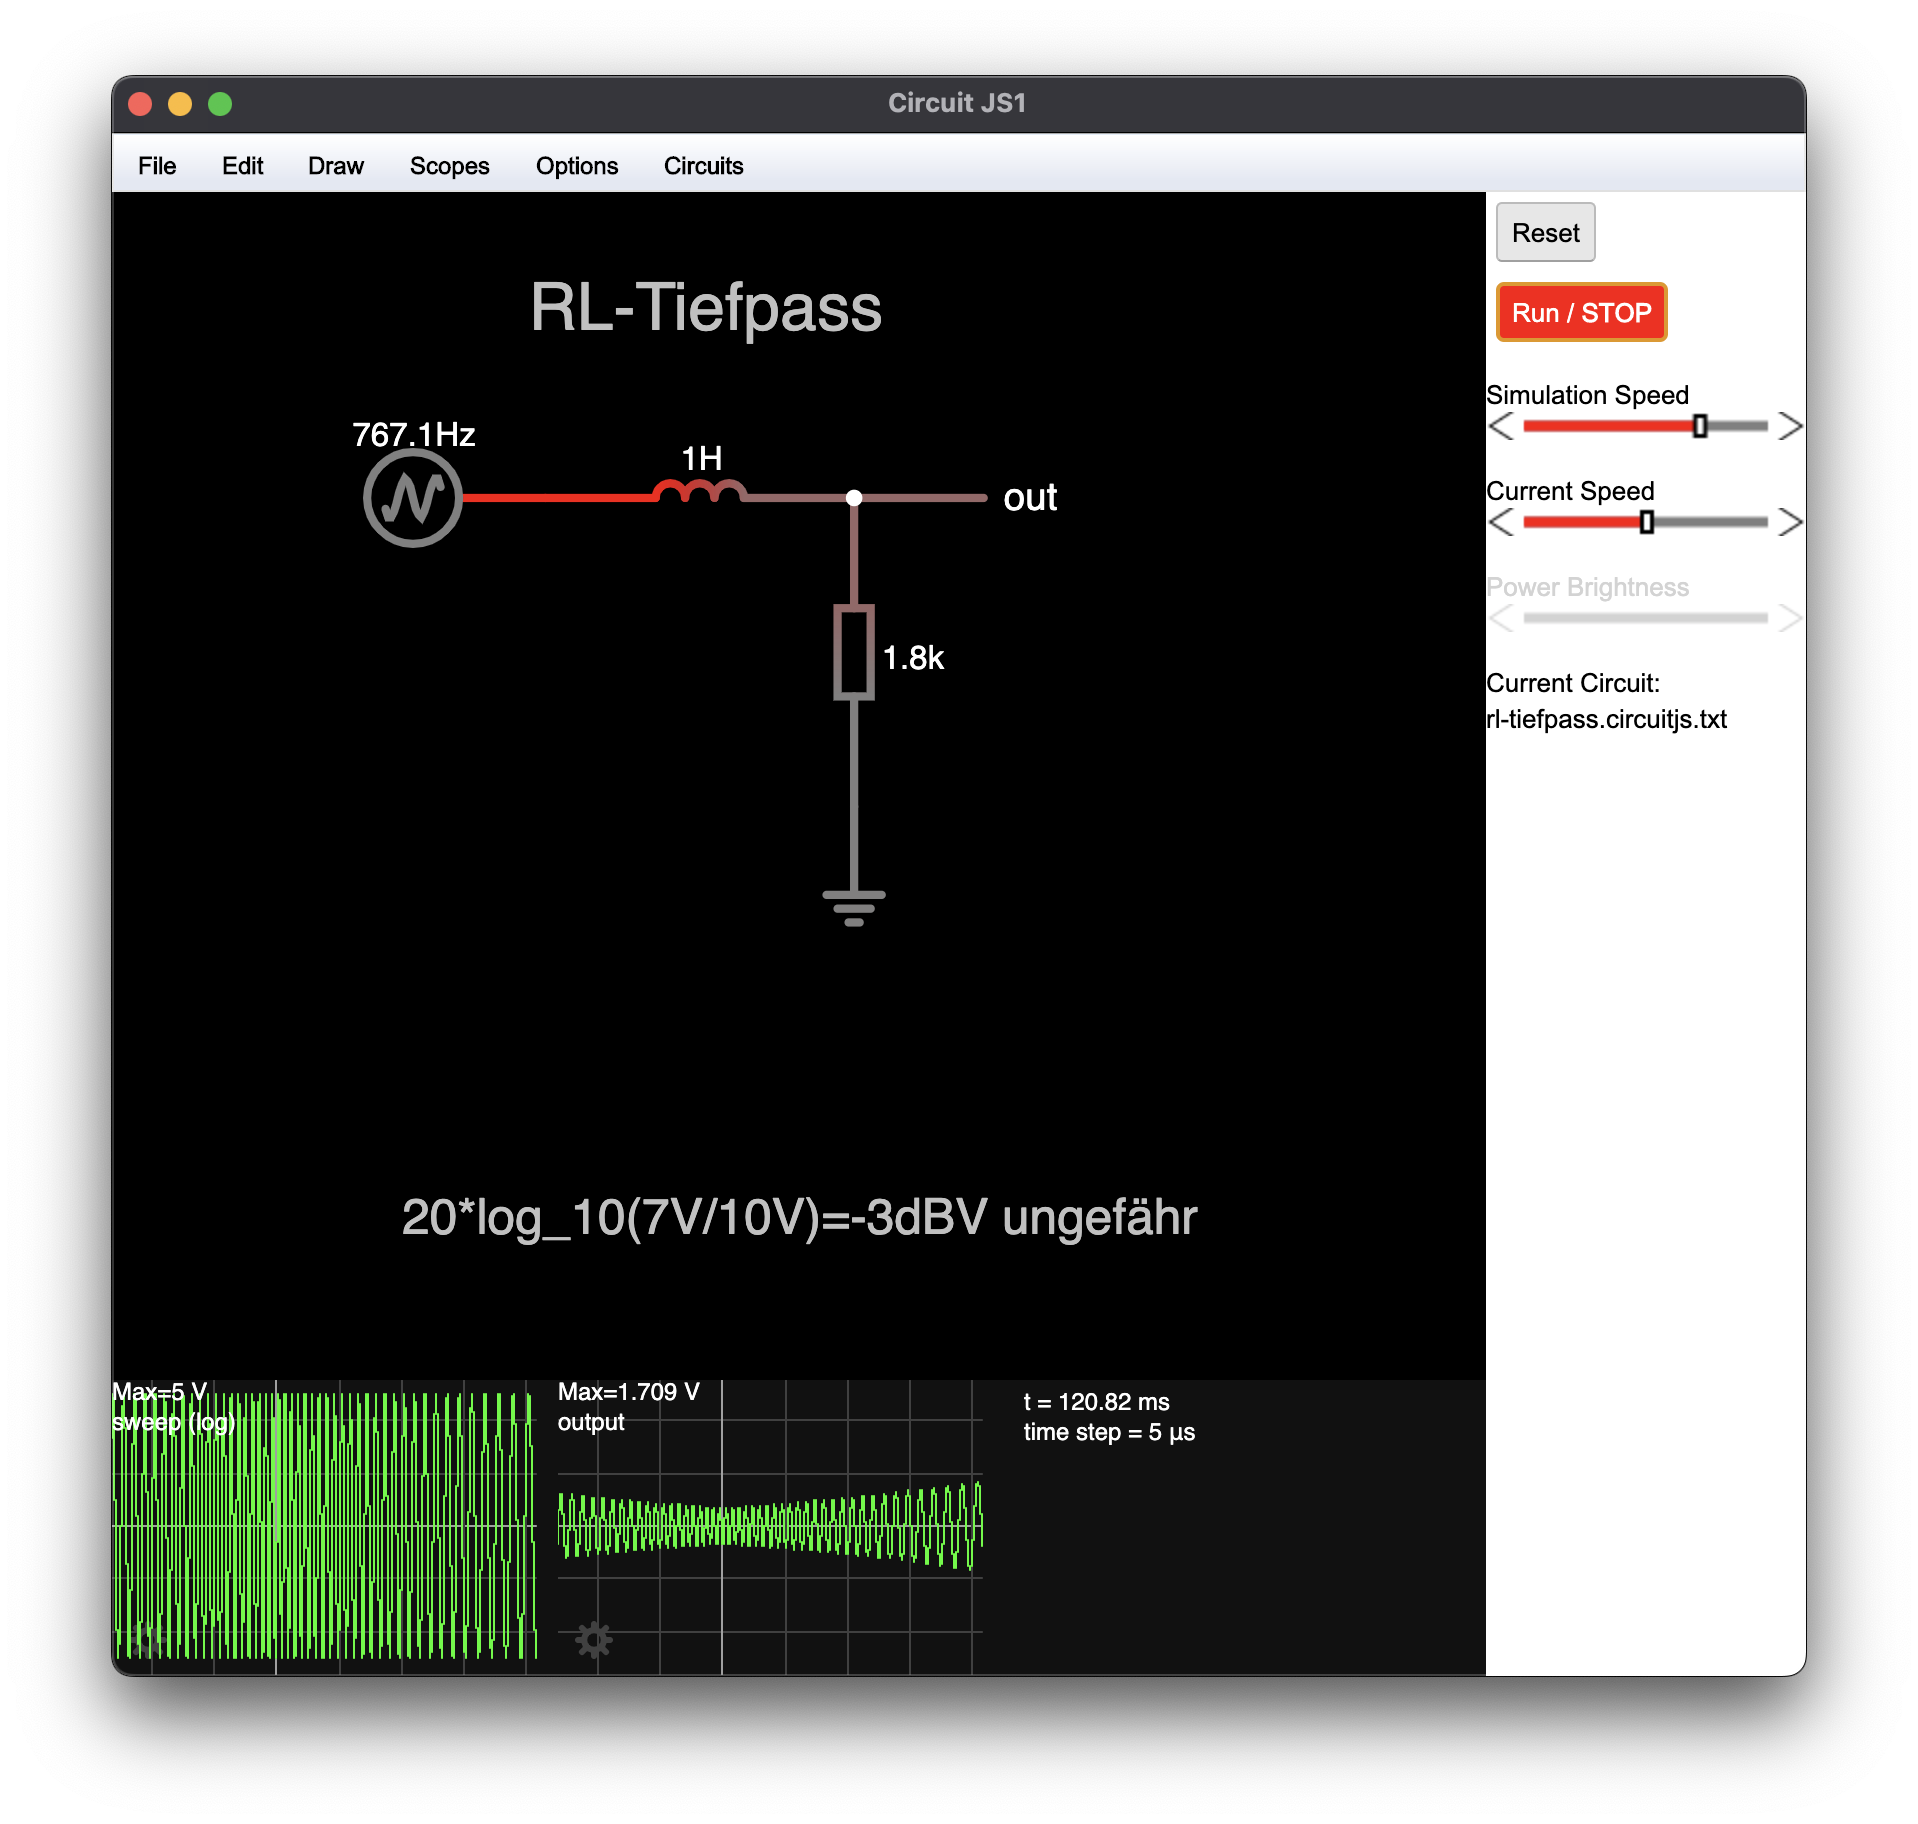 Circuit JS1
File Edit Draw Scopes Options Circuits
Reset
Run / STOP
Simulation Speed
Current Speed
Power Brightness
Current Circuit:
rl-tiefpass.circuitjs.txt
RL-Tiefpass
767.1Hz
1H
out
1.8k
20*log_10(7V/10V)=-3dBV ungefähr
Max=5 V
sweep (log)
Max=1.709 V
output
t = 120.82 ms
time step = 5 µs